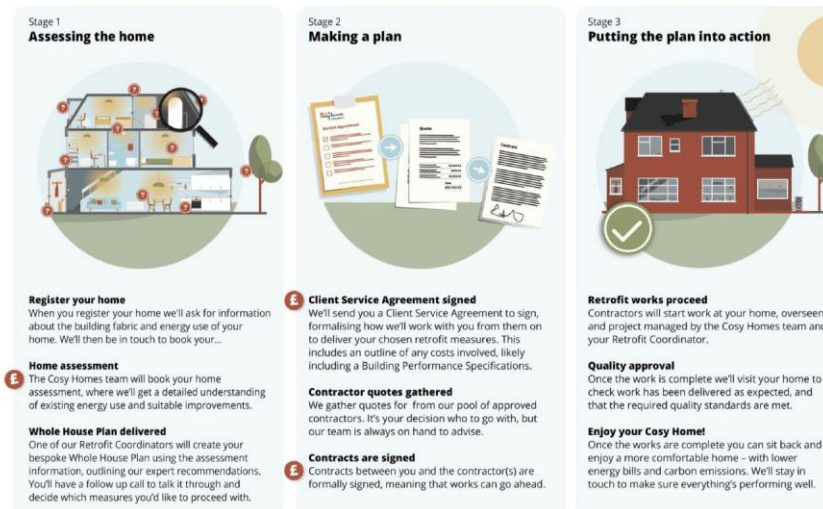 Stage 1
Assessing the home
Register your home
When you register your home we'll ask for information
about the building fabric and energy use of your
home. We'll then be in touch to book your...
£
Home assessment
The Cosy Homes team will book your home
assessment, where we'll get a detailed understanding
of existing energy use and suitable improvements.
Whole House Plan delivered
One of our Retrofit Coordinators will create your
bespoke Whole House Plan using the assessment
information, outlining our expert recommendations.
You'll have a follow up call to talk it through and
decide which measures you'd like to proceed with.
Stage 2
Making a plan
Service Agreement
Quote
Contract
£
Client Service Agreement signed
We'll send you a Client Service Agreement to sign,
formalising how we'll work with you from them on
to deliver your chosen retrofit measures. This
includes an outline of any costs involved, likely
including a Building Performance Specifications.
Contractor quotes gathered
We gather quotes for from our pool of approved
contractors. It's your decision who to go with, but
our team is always on hand to advise.
£
Contracts are signed
Contracts between you and the contractor(s) are
formally signed, meaning that works can go ahead.
Stage 3
Putting the plan into action
Retrofit works proceed
Contractors will start work at your home, overseen
and project managed by the Cosy Homes team and
your Retrofit Coordinator.
Quality approval
Once the work is complete we'll visit your home to
check work has been delivered as expected, and
that the required quality standards are met.
Enjoy your Cosy Home!
Once the works are complete you can sit back and
enjoy a more comfortable home – with lower
energy bills and carbon emissions. We'll stay in
touch to make sure everything's performing well.